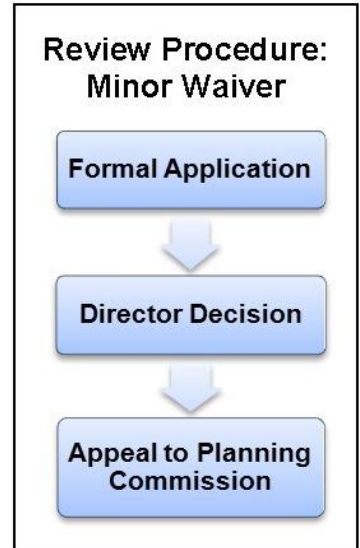 Review Procedure:
Minor Waiver
Formal Application
Director Decision
Appeal to Planning
Commission